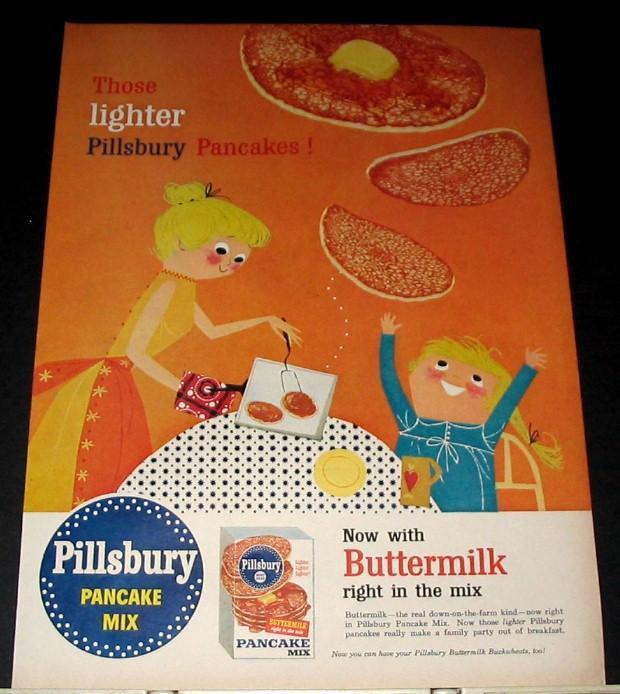 Those
lighter
Pillsbury Pancakes !
Pillsbury
PANCAKE
MIX
Pillsbury
lighter
lighter
lighter!
BUTTERMILK
right in the mix
PANCAKE
MIX
Now with
Buttermilk
right in the mix
Buttermilk—the real down-on-the-farm kind—now right
in Pillsbury Pancake Mix. Now those lighter Pillsbury
pancakes really make a family party out of breakfast.
Now you can have your Pillsbury Buttermilk Buckwheats, too!